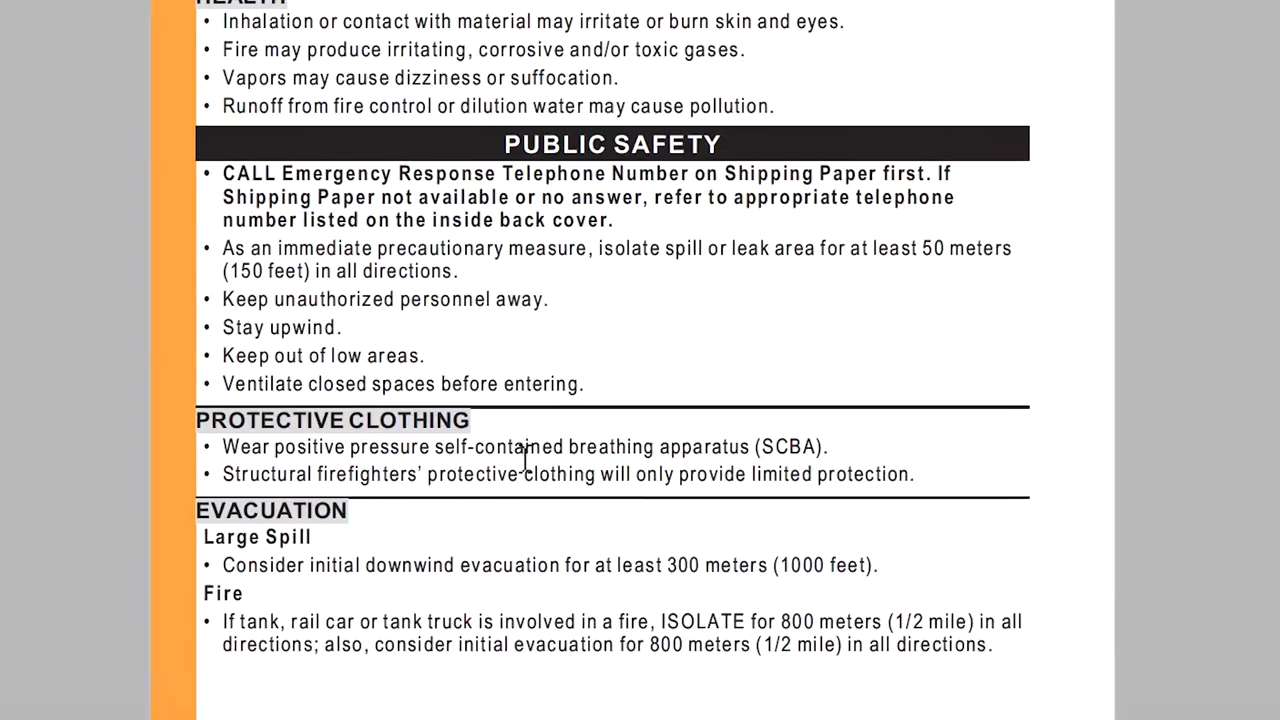 HEALTH
• Inhalation or contact with material may irritate or burn skin and eyes.
• Fire may produce irritating, corrosive and/or toxic gases.
• Vapors may cause dizziness or suffocation.
• Runoff from fire control or dilution water may cause pollution.
PUBLIC SAFETY
• CALL Emergency Response Telephone Number on Shipping Paper first. If
Shipping Paper not available or no answer, refer to appropriate telephone
number listed on the inside back cover.
• As an immediate precautionary measure, isolate spill or leak area for at least 50 meters
(150 feet) in all directions.
• Keep unauthorized personnel away.
• Stay upwind.
• Keep out of low areas.
• Ventilate closed spaces before entering.
PROTECTIVE CLOTHING
• Wear positive pressure self-contained breathing apparatus (SCBA).
• Structural firefighters’ protective clothing will only provide limited protection.
EVACUATION
Large Spill
• Consider initial downwind evacuation for at least 300 meters (1000 feet).
Fire
• If tank, rail car or tank truck is involved in a fire, ISOLATE for 800 meters (1/2 mile) in all
directions; also, consider initial evacuation for 800 meters (1/2 mile) in all directions.